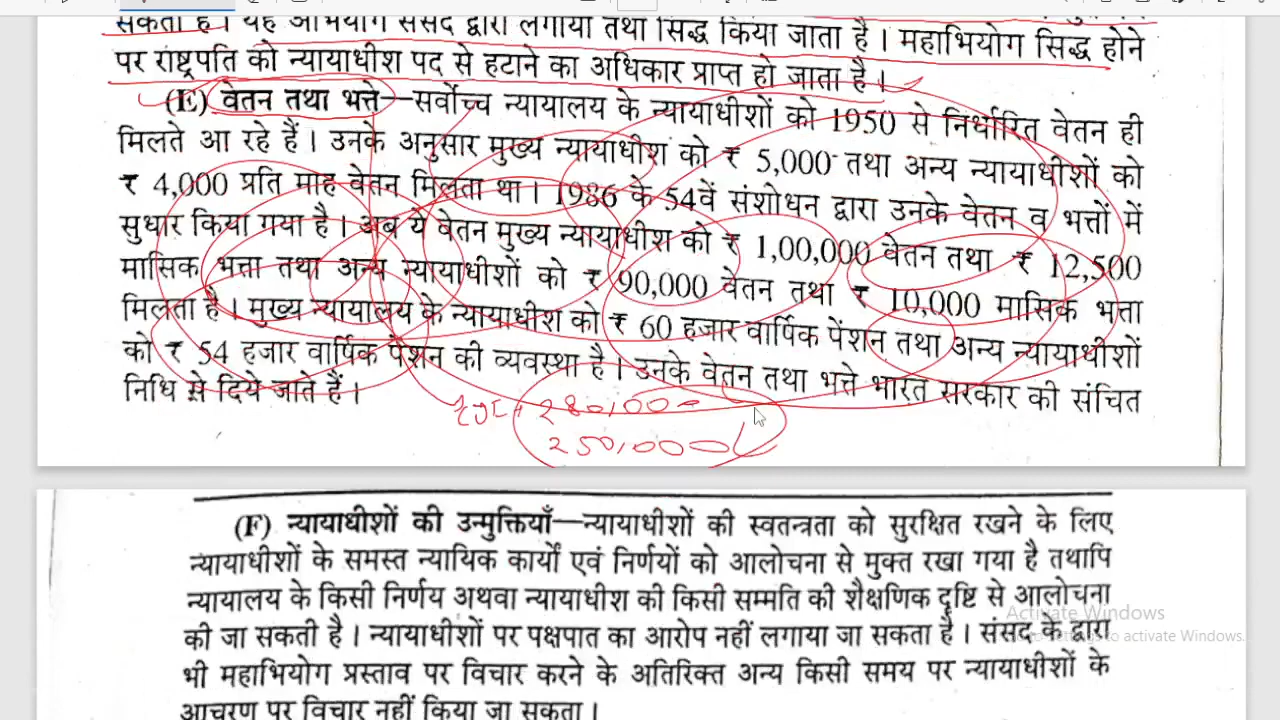 सकता है। यह अभियोग संसद द्वारा लगाया तथा सिद्ध किया जाता है। महाभियोग सिद्ध होने
पर राष्ट्रपति को न्यायाधीश पद से हटाने का अधिकार प्राप्त हो जाता है।
(E) वेतन तथा भत्ते—सर्वोच्च न्यायालय के न्यायाधीशों को 1950 से निर्धारित वेतन ही
मिलते आ रहे हैं। उनके अनुसार मुख्य न्यायाधीश को ₹ 5,000 तथा अन्य न्यायाधीशों को
₹ 4,000 प्रति माह वेतन मिलता था। 1986 के 54वें संशोधन द्वारा उनके वेतन व भत्तों में
सुधार किया गया है। अब ये वेतन मुख्य न्यायाधीश को ₹ 1,00,000 वेतन तथा ₹ 12,500
मासिक भत्ता तथा अन्य न्यायाधीशों को ₹ 90,000 वेतन तथा ₹ 10,000 मासिक भत्ता
मिलता है। मुख्य न्यायालय के न्यायाधीश को ₹ 60 हजार वार्षिक पेंशन तथा अन्य न्यायाधीशों
को ₹ 54 हजार वार्षिक पेंशन की व्यवस्था है। उनके वेतन तथा भत्ते भारत सरकार की संचित
निधि से दिये जाते हैं।
280,000
250,000
(F) न्यायाधीशों की उन्मुक्तियाँ—न्यायाधीशों की स्वतन्त्रता को सुरक्षित रखने के लिए
न्यायाधीशों के समस्त न्यायिक कार्यों एवं निर्णयों को आलोचना से मुक्त रखा गया है तथापि
न्यायालय के किसी निर्णय अथवा न्यायाधीश की किसी सम्मति की शैक्षणिक दृष्टि से आलोचना
Activate Windows
की जा सकती है। न्यायाधीशों पर पक्षपात का आरोप नहीं लगाया जा सकता है। संसद के द्वारा
to activate Windows.
भी महाभियोग प्रस्ताव पर विचार करने के अतिरिक्त अन्य किसी समय पर न्यायाधीशों के
आचरण पर विचार नहीं किया जा सकता।